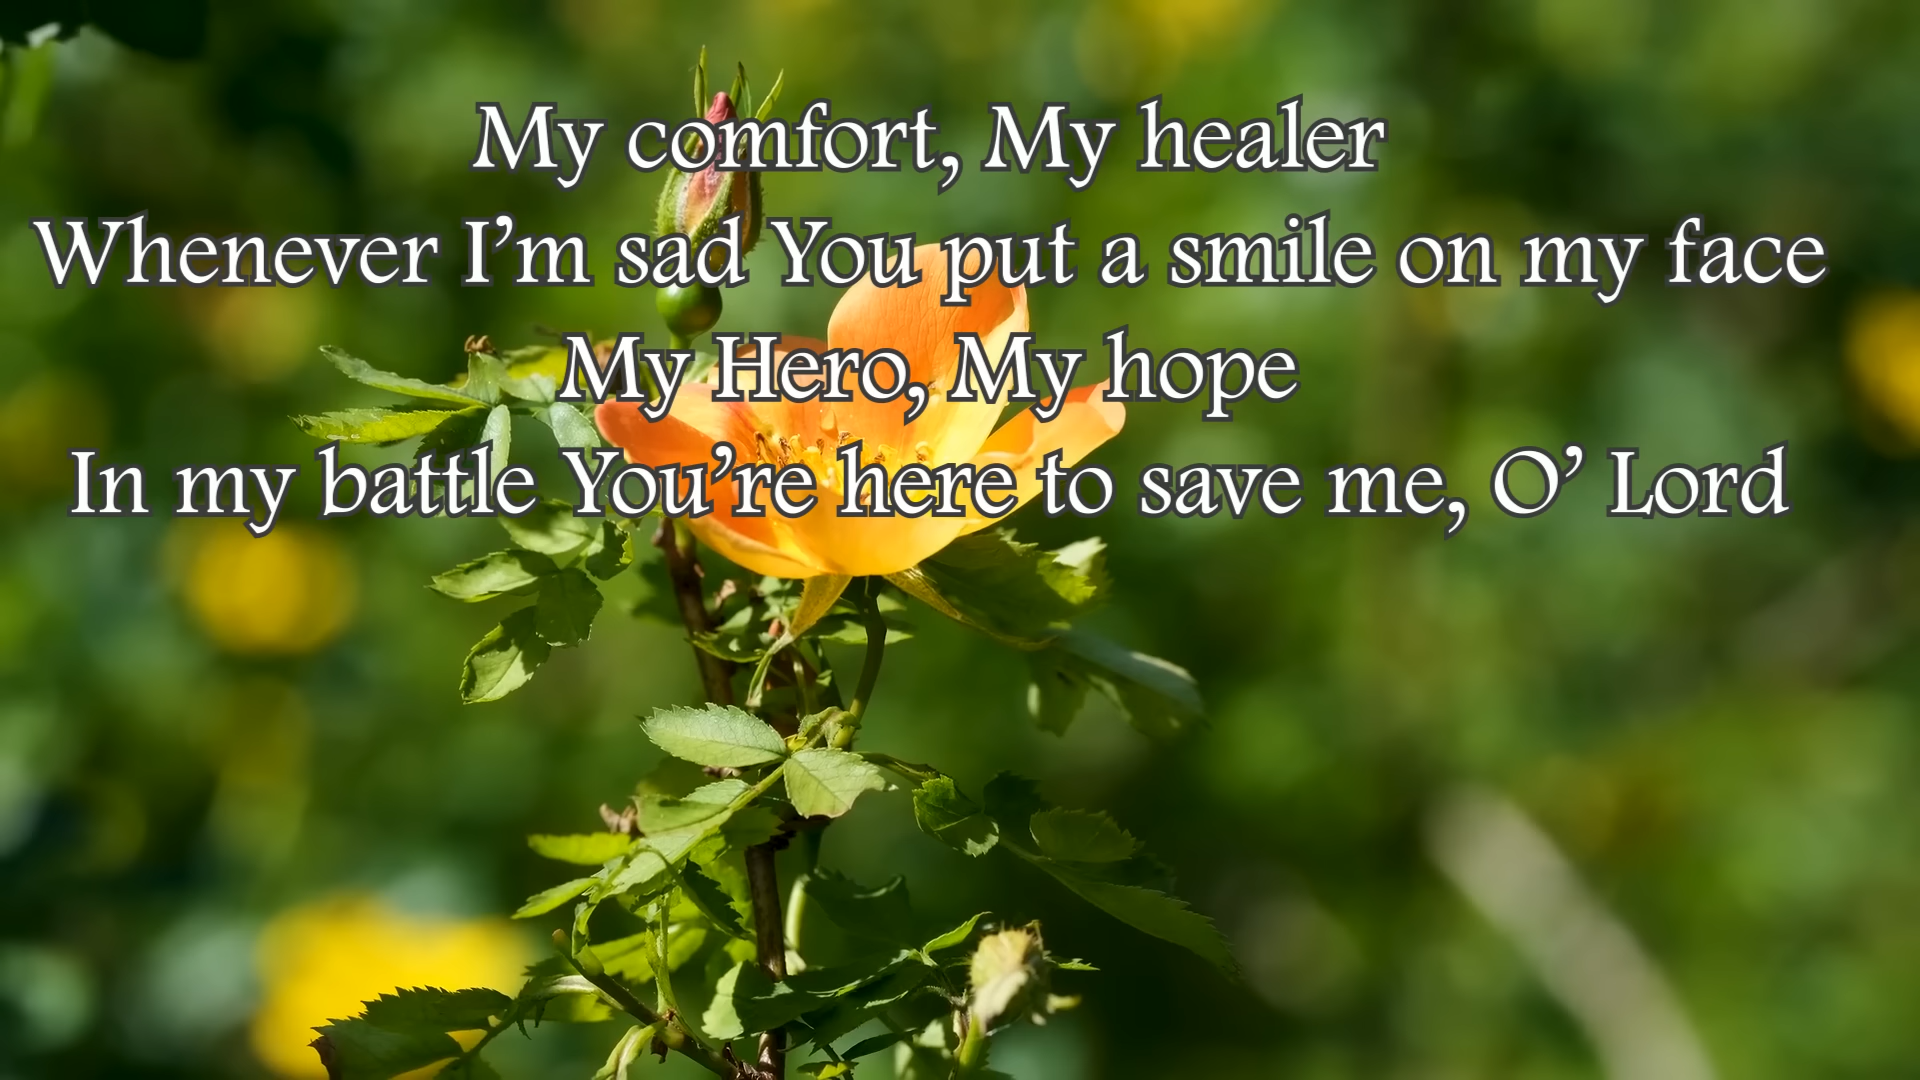 My comfort, My healer
Whenever I’m sad You put a smile on my face
My Hero, My hope
In my battle You’re here to save me, O’ Lord